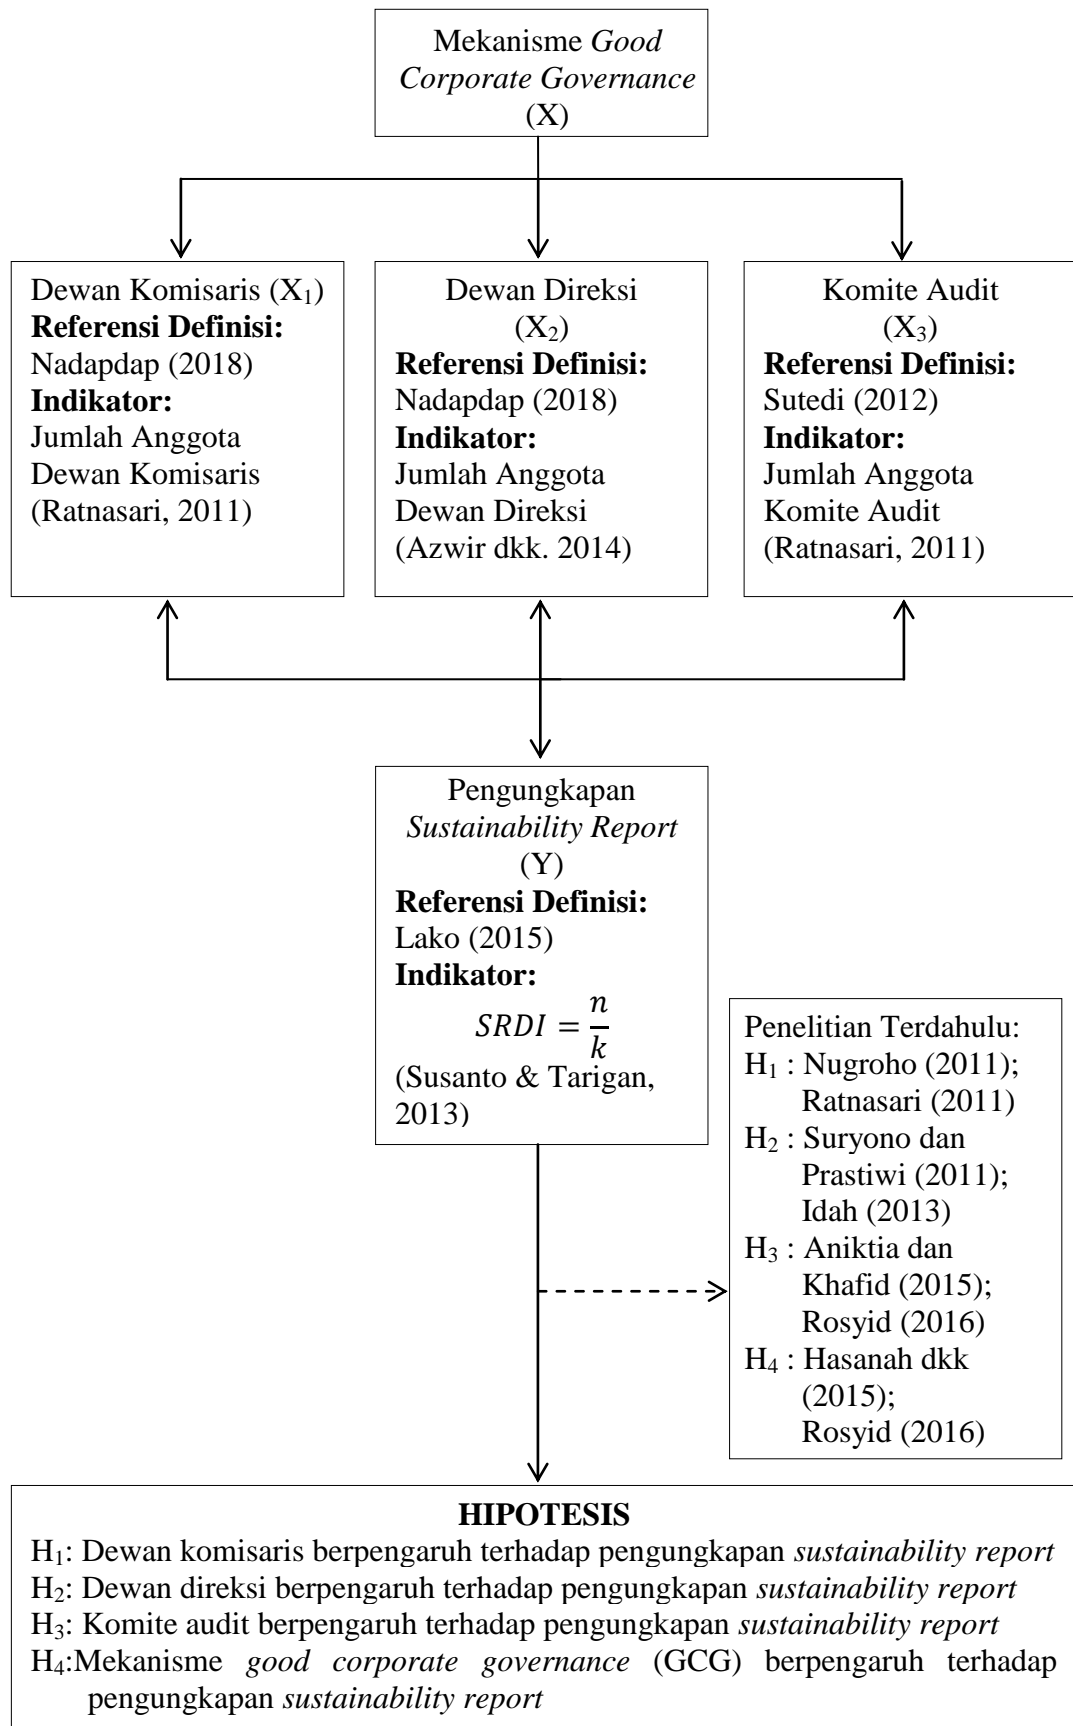 Mekanisme Good
Corporate Governance
(X)
Dewan Komisaris (X₁)
Referensi Definisi:
Nadapdap (2018)
Indikator:
Jumlah Anggota
Dewan Komisaris
(Ratnasari, 2011)
Dewan Direksi
(X₂)
Referensi Definisi:
Nadapdap (2018)
Indikator:
Jumlah Anggota
Dewan Direksi
(Azwir dkk. 2014)
Komite Audit
(X₃)
Referensi Definisi:
Sutedi (2012)
Indikator:
Jumlah Anggota
Komite Audit
(Ratnasari, 2011)
Pengungkapan
Sustainability Report
(Y)
Referensi Definisi:
Lako (2015)
Indikator:
SRDI = n/k
(Susanto & Tarigan,
2013)
Penelitian Terdahulu:
H₁ : Nugroho (2011);
Ratnasari (2011)
H₂ : Suryono dan
Prastiwi (2011);
Idah (2013)
H₃ : Aniktia dan
Khafid (2015);
Rosyid (2016)
H₄ : Hasanah dkk
(2015);
Rosyid (2016)
HIPOTESIS
H₁: Dewan komisaris berpengaruh terhadap pengungkapan sustainability report
H₂: Dewan direksi berpengaruh terhadap pengungkapan sustainability report
H₃: Komite audit berpengaruh terhadap pengungkapan sustainability report
H₄:Mekanisme good corporate governance (GCG) berpengaruh terhadap
pengungkapan sustainability report